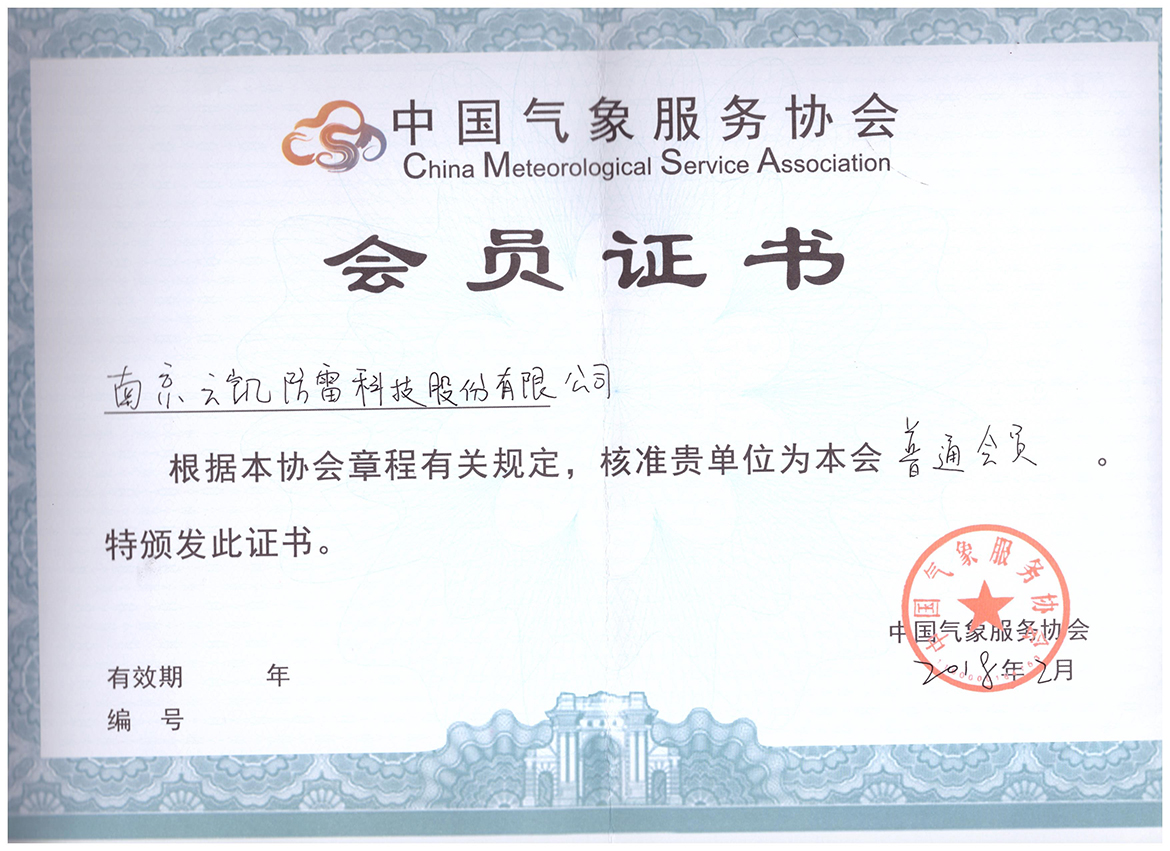 中国气象服务协会
China Meteorological Service Association
会员证书
南京云凯防雷科技股份有限公司
根据本协会章程有关规定，核准贵单位为本会 普通会员 。
特颁发此证书。
中国气象服务协会
中国气象服务协会
2018年2月
有效期 年
编 号